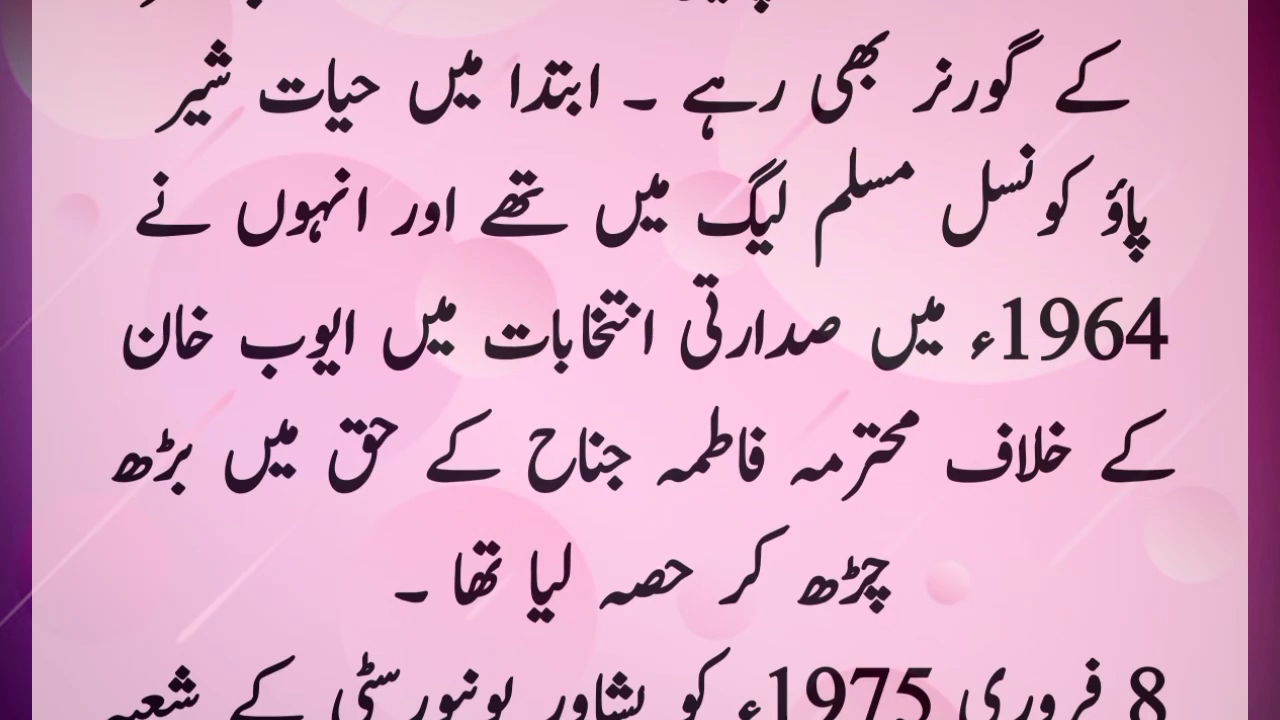 کے گورنر بھی رہے ۔ ابتدا میں حیات شیر
پاؤ کونسل مسلم لیگ میں تھے اور انہوں نے
1964ء میں صدارتی انتخابات میں ایوب خان
کے خلاف محترمہ فاطمہ جناح کے حق میں بڑھ
چڑھ کر حصہ لیا تھا ۔
8 فروری 1975ء کو پشاور یونیورسٹی کے شعبہ